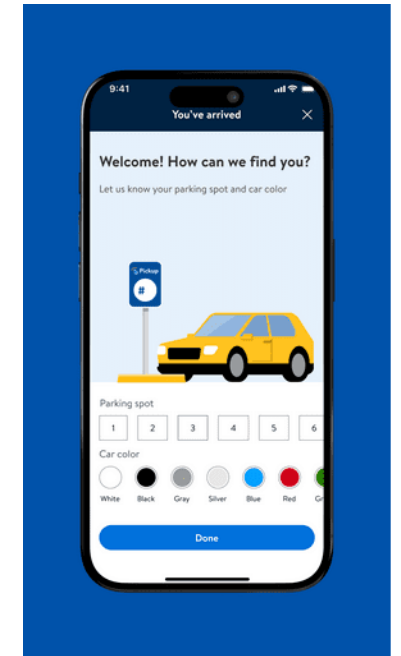 9:41
You've arrived
Welcome! How can we find you?
Let us know your parking spot and car color
Pickup
#
Parking spot
1 2 3 4 5 6
Car color
White Black Gray Silver Blue Red Gr
Done